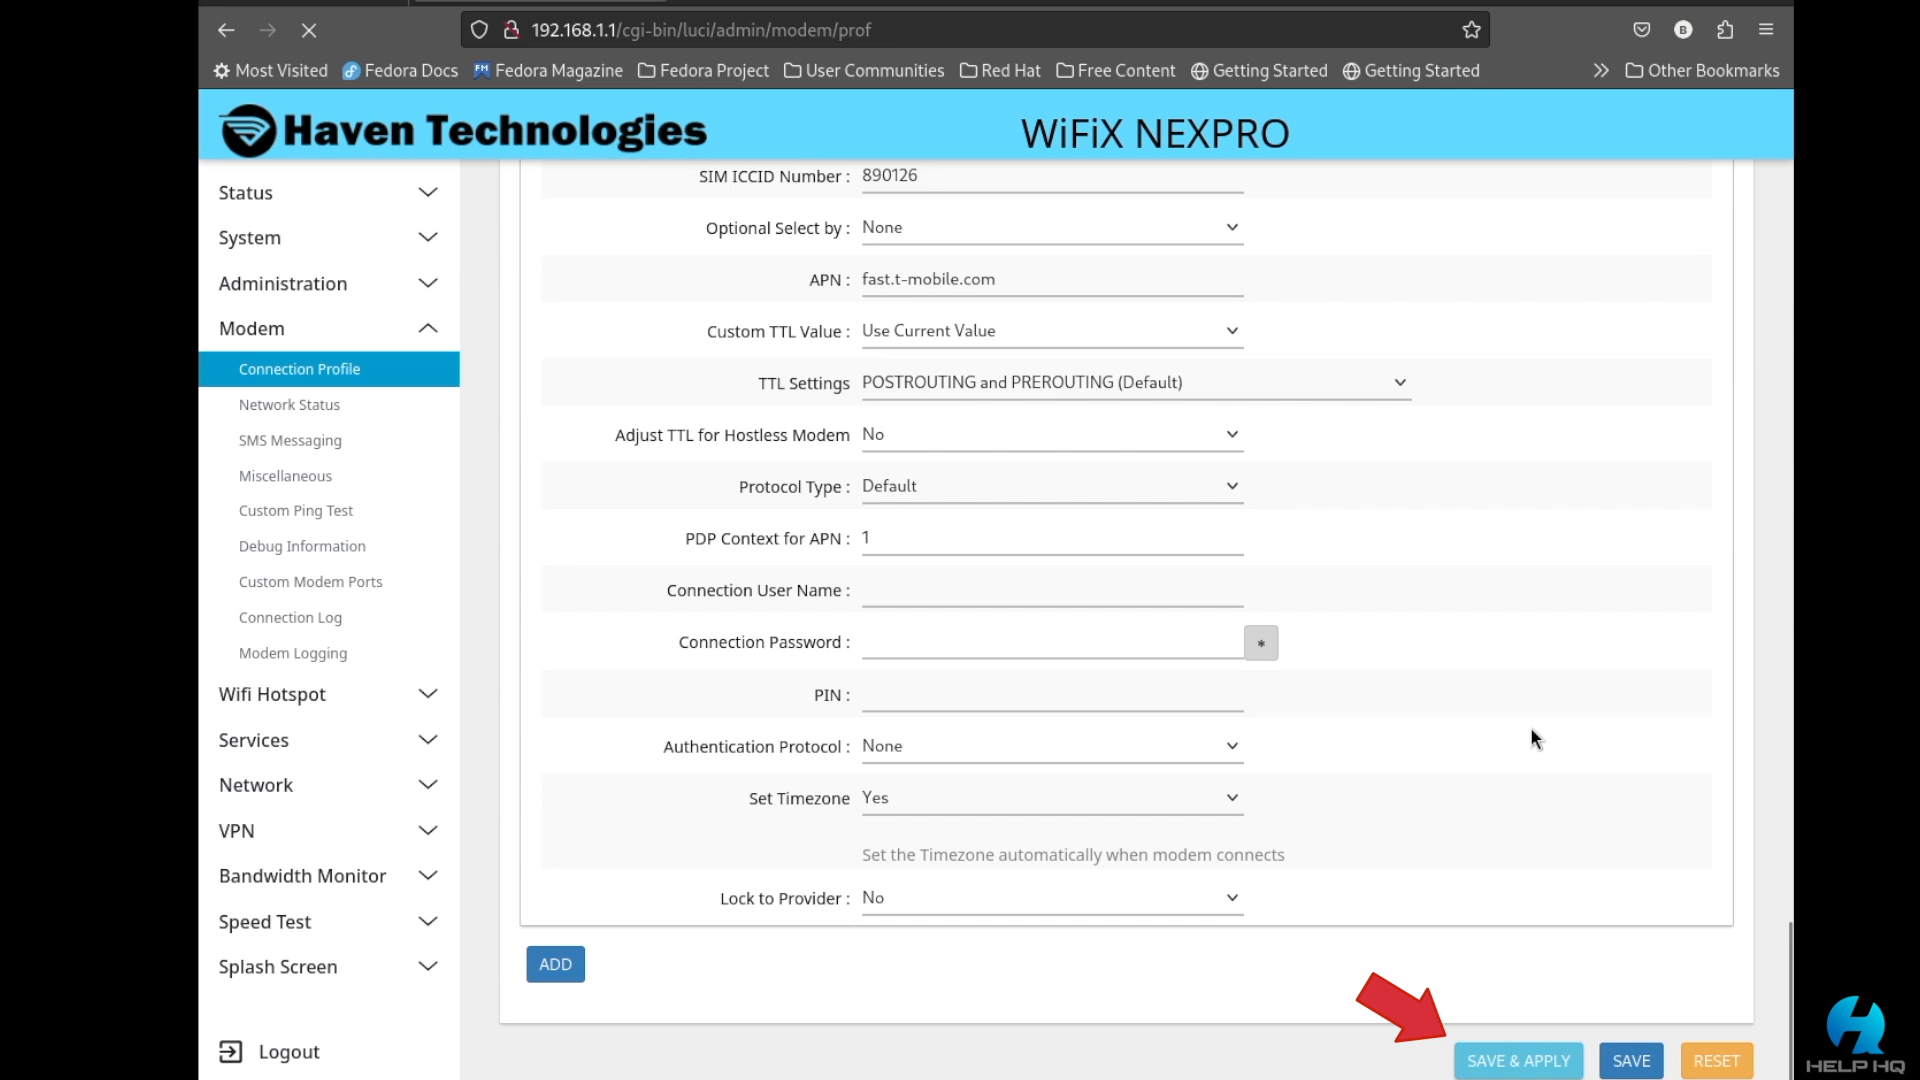 192.168.1.1/cgi-bin/luci/admin/modem/prof
B
Most Visited
Fedora Docs
FM Fedora Magazine
Fedora Project
User Communities
Red Hat
Free Content
Getting Started
Getting Started
Other Bookmarks
Haven Technologies
WiFiX NEXPRO
Status
System
Administration
Modem
Connection Profile
Network Status
SMS Messaging
Miscellaneous
Custom Ping Test
Debug Information
Custom Modem Ports
Connection Log
Modem Logging
Wifi Hotspot
Services
Network
VPN
Bandwidth Monitor
Speed Test
Splash Screen
Logout
SIM ICCID Number : 890126
Optional Select by : None
APN : fast.t-mobile.com
Custom TTL Value : Use Current Value
TTL Settings POSTROUTING and PREROUTING (Default)
Adjust TTL for Hostless Modem No
Protocol Type : Default
PDP Context for APN : 1
Connection User Name :
Connection Password : *
PIN :
Authentication Protocol : None
Set Timezone Yes
Set the Timezone automatically when modem connects
Lock to Provider : No
ADD
SAVE & APPLY
SAVE
RESET
HELP HQ